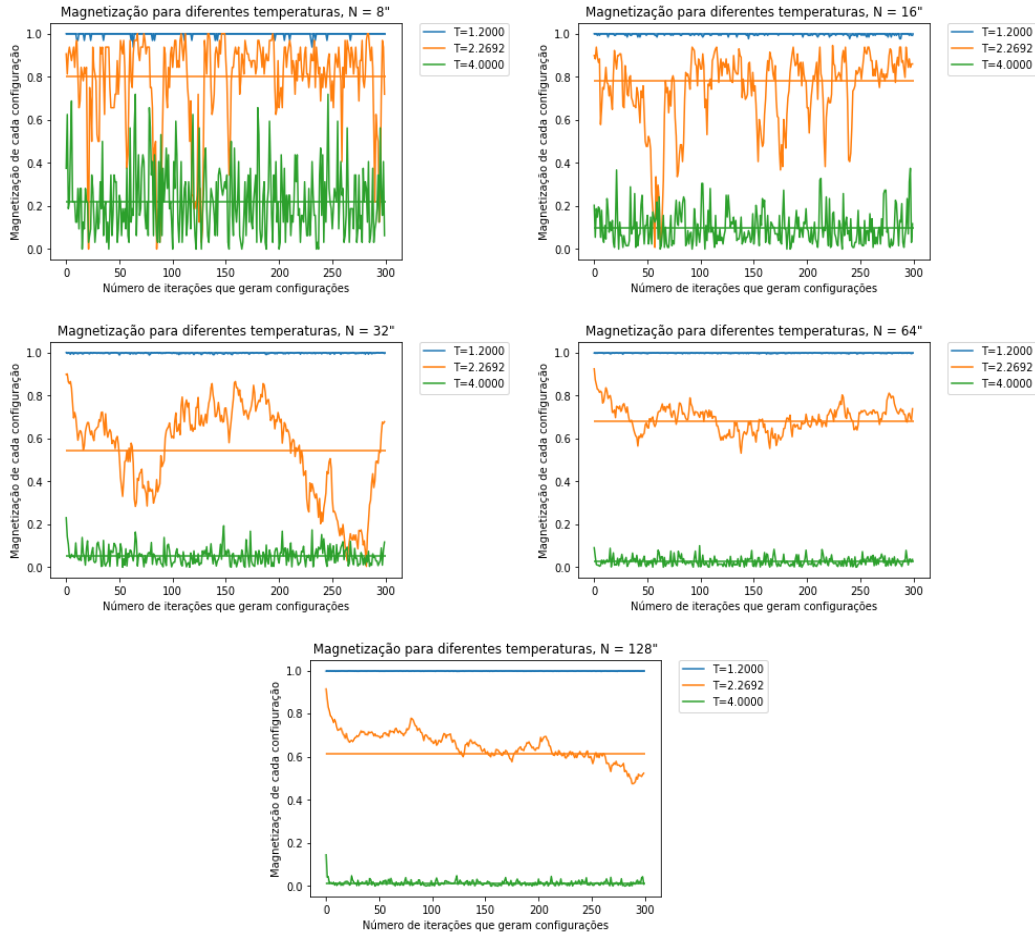 Magnetização para diferentes temperaturas, N = 8"
Magnetização de cada configuração
1.0
0.8
0.6
0.4
0.2
0.0
0 50 100 150 200 250 300
Número de iterações que geram configurações
T=1.2000
T=2.2692
T=4.0000
Magnetização para diferentes temperaturas, N = 16"
Magnetização de cada configuração
1.0
0.8
0.6
0.4
0.2
0.0
0 50 100 150 200 250 300
Número de iterações que geram configurações
T=1.2000
T=2.2692
T=4.0000
Magnetização para diferentes temperaturas, N = 32"
Magnetização de cada configuração
1.0
0.8
0.6
0.4
0.2
0.0
0 50 100 150 200 250 300
Número de iterações que geram configurações
T=1.2000
T=2.2692
T=4.0000
Magnetização para diferentes temperaturas, N = 64"
Magnetização de cada configuração
1.0
0.8
0.6
0.4
0.2
0.0
0 50 100 150 200 250 300
Número de iterações que geram configurações
T=1.2000
T=2.2692
T=4.0000
Magnetização para diferentes temperaturas, N = 128"
Magnetização de cada configuração
1.0
0.8
0.6
0.4
0.2
0.0
0 50 100 150 200 250 300
Número de iterações que geram configurações
T=1.2000
T=2.2692
T=4.0000